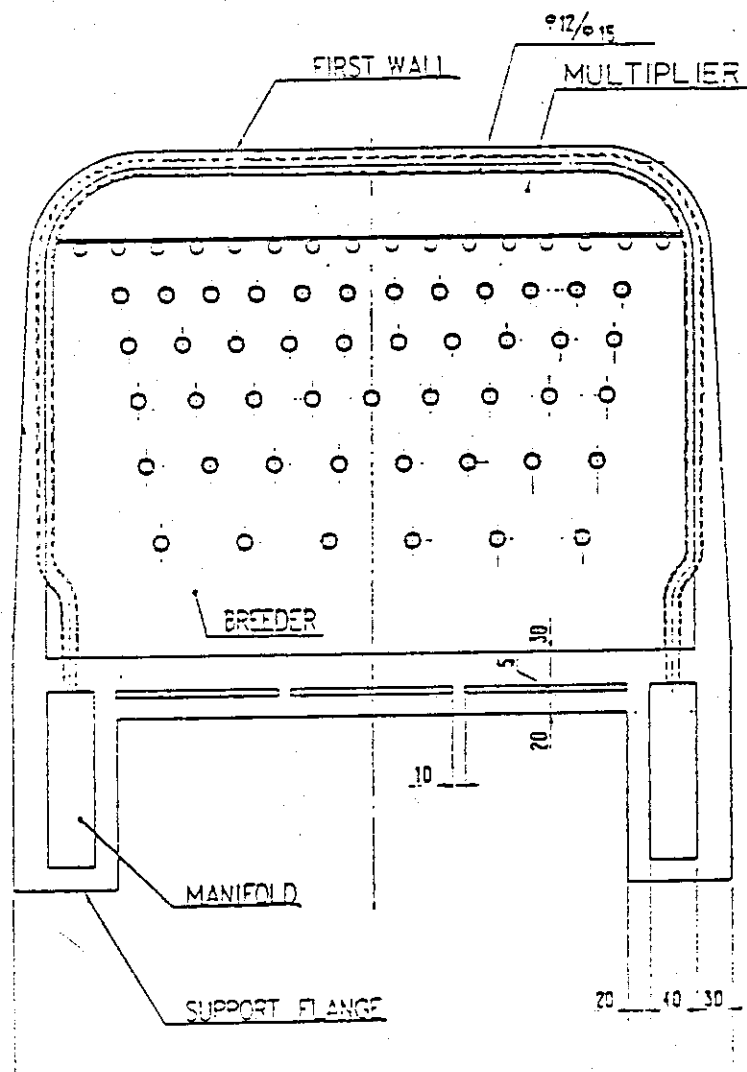 φ12/φ15
FIRST WALL
MULTIPLIER
BREEDER
30
5
20
10
MANIFOLD
SUPPORT FLANGE
20 40 30